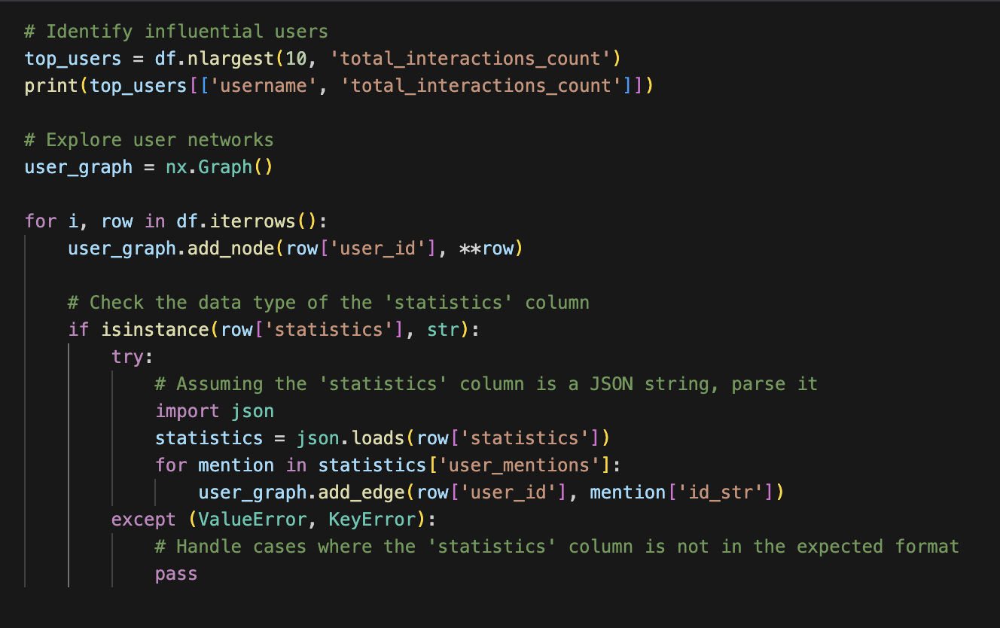 # Identify influential users
top_users = df.nlargest(10, 'total_interactions_count')
print(top_users[['username', 'total_interactions_count']])

# Explore user networks
user_graph = nx.Graph()

for i, row in df.iterrows():
    user_graph.add_node(row['user_id'], **row)

    # Check the data type of the 'statistics' column
    if isinstance(row['statistics'], str):
        try:
            # Assuming the 'statistics' column is a JSON string, parse it
            import json
            statistics = json.loads(row['statistics'])
            for mention in statistics['user_mentions']:
                user_graph.add_edge(row['user_id'], mention['id_str'])
        except (ValueError, KeyError):
            # Handle cases where the 'statistics' column is not in the expected format
            pass